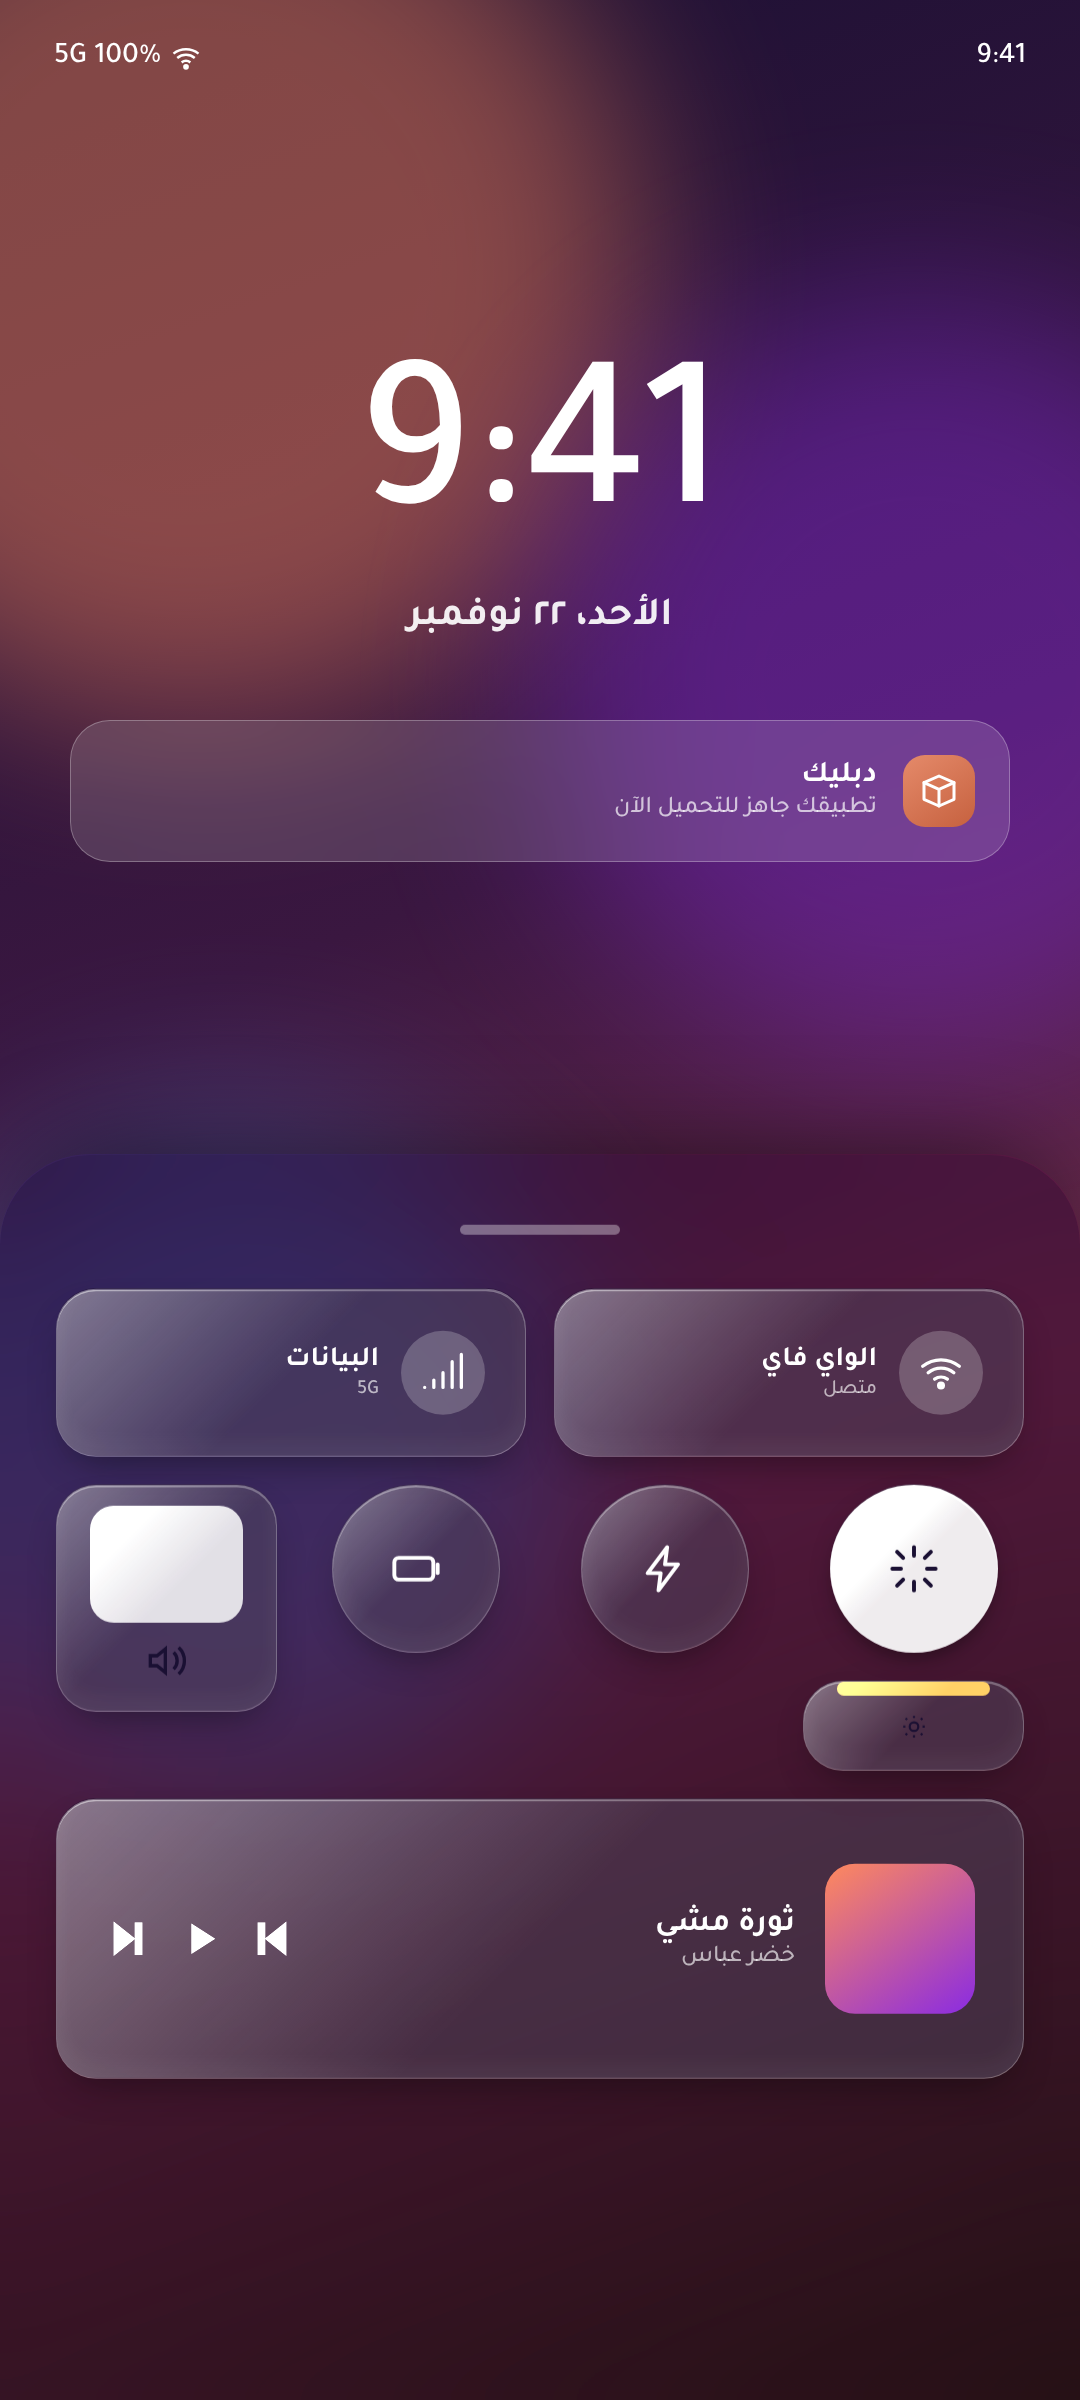 9:41
5G 100%
9:41
الأحد، ٢٢ نوفمبر
دبليك
تطبيقك جاهز للتحميل الآن
الواي فاي
متصل
البيانات
5G
ثورة مشي
خضر عباس